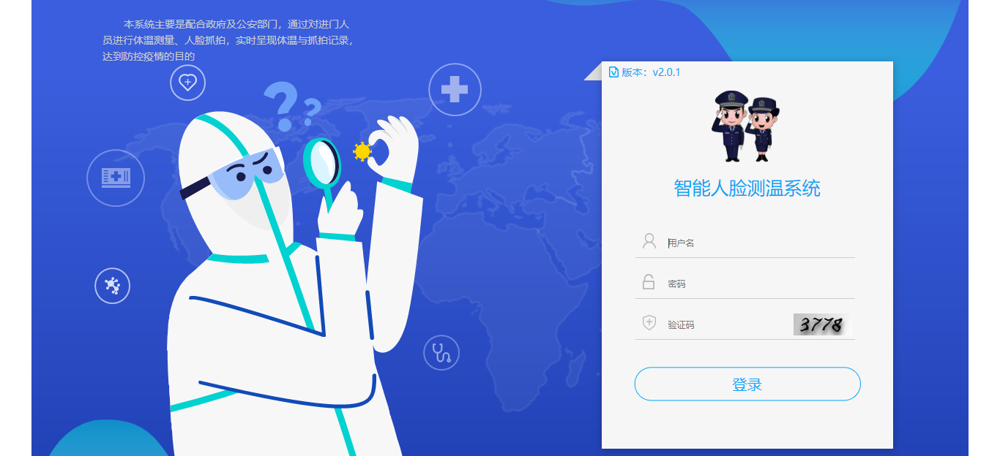 本系统主要是配合政府及公安部门，通过对进门人
员进行体温测量、人脸抓拍，实时呈现体温与抓拍记录，
达到防控疫情的目的
版本：v2.0.1
智能人脸测温系统
用户名
密码
验证码
3778
登录